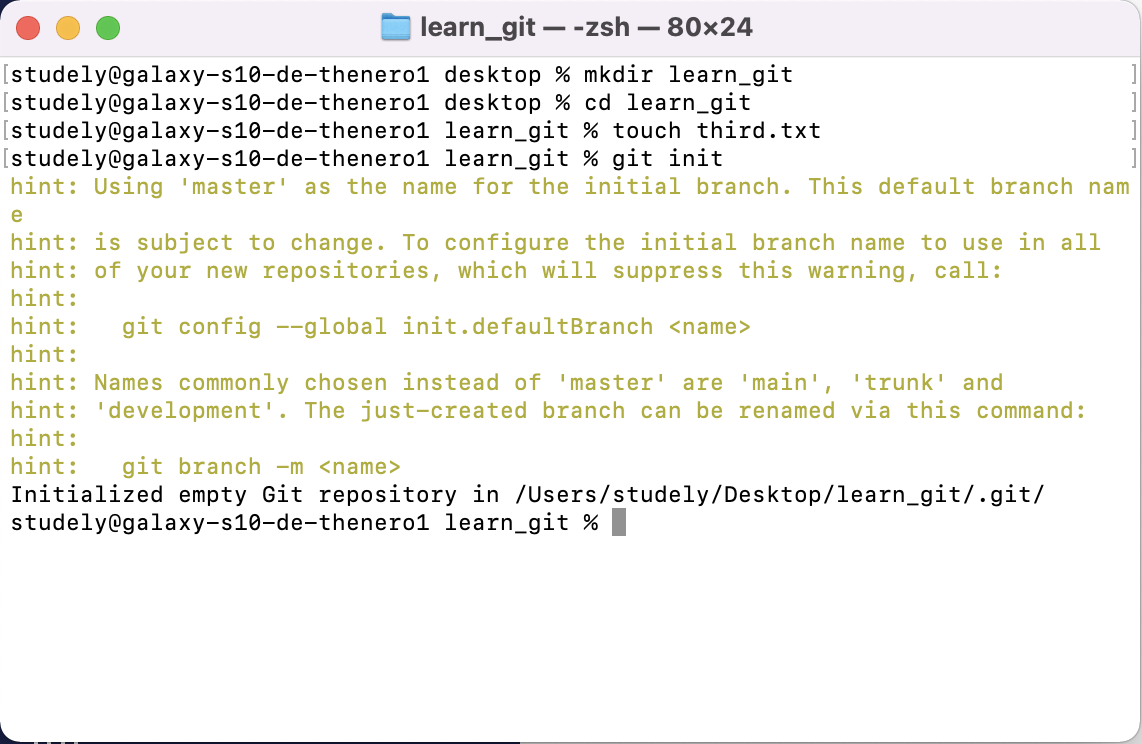 learn_git — -zsh — 80×24
[studely@galaxy-s10-de-thenero1 desktop % mkdir learn_git ]
[studely@galaxy-s10-de-thenero1 desktop % cd learn_git ]
[studely@galaxy-s10-de-thenero1 learn_git % touch third.txt ]
[studely@galaxy-s10-de-thenero1 learn_git % git init ]
hint: Using 'master' as the name for the initial branch. This default branch nam
e
hint: is subject to change. To configure the initial branch name to use in all
hint: of your new repositories, which will suppress this warning, call:
hint:
hint:   git config --global init.defaultBranch <name>
hint:
hint: Names commonly chosen instead of 'master' are 'main', 'trunk' and
hint: 'development'. The just-created branch can be renamed via this command:
hint:
hint:   git branch -m <name>
Initialized empty Git repository in /Users/studely/Desktop/learn_git/.git/
studely@galaxy-s10-de-thenero1 learn_git %